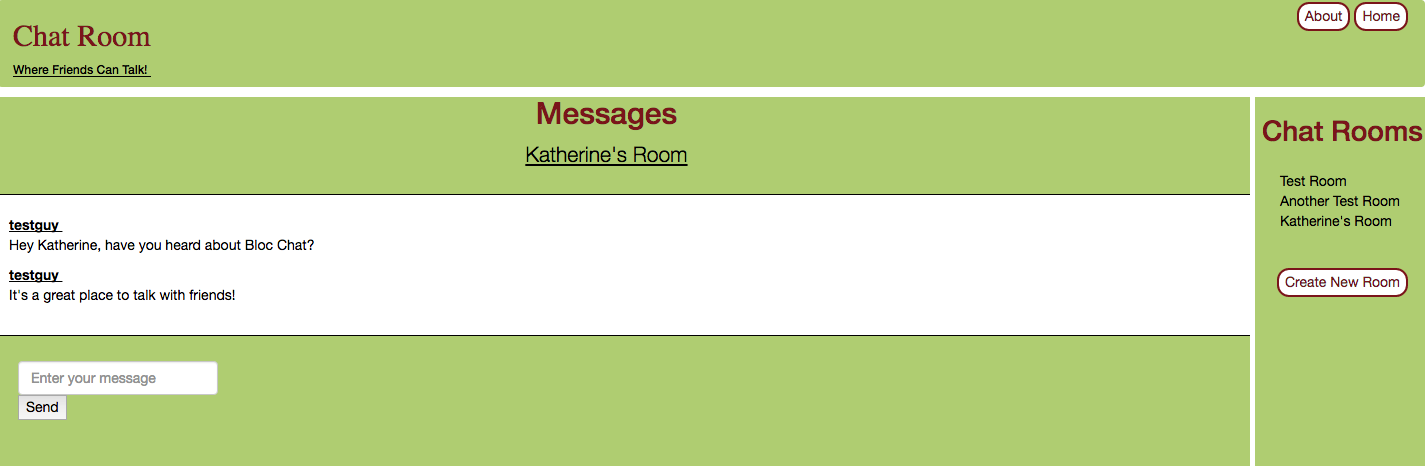 Chat Room
Where Friends Can Talk!
About
Home
Messages
Katherine's Room
testguy
Hey Katherine, have you heard about Bloc Chat?
testguy
It's a great place to talk with friends!
Enter your message
Send
Chat Rooms
Test Room
Another Test Room
Katherine's Room
Create New Room